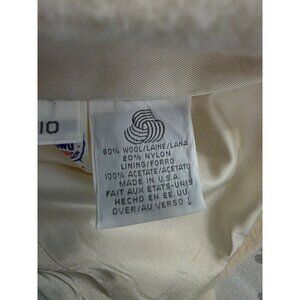 10
80% WOOL/LAINE/LANA
20% NYLON
LINING/FORRO
100% ACETATE/ACETATO
MADE IN U.S.A.
FAIT AUX ETATS-UNIS
HECHO EN EE.UU.
OVER/AU VERSO ↓